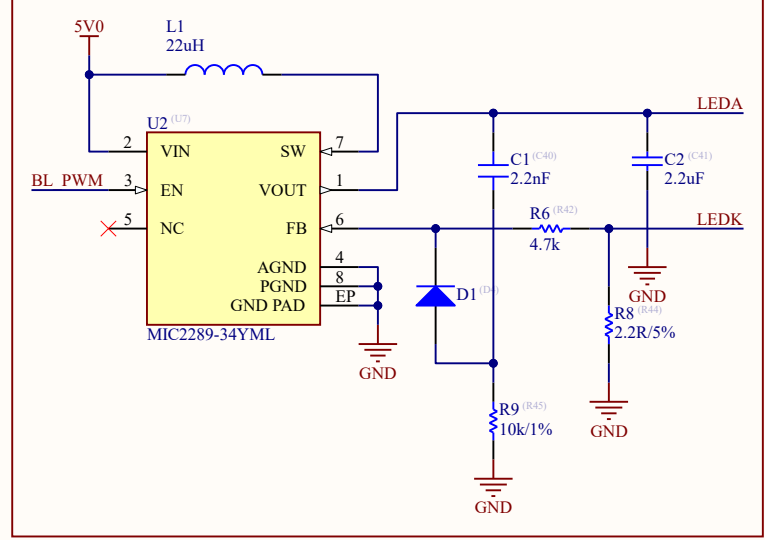 5V0
L1
22uH
U2 (U7)
2 VIN
SW 7
BL_PWM 3 EN
VOUT 1
5 NC
FB 6
AGND 4
PGND 8
GND PAD EP
MIC2289-34YML
GND
LEDA
C1 (C40)
2.2nF
C2 (C41)
2.2uF
R6 (R42)
4.7k
LEDK
GND
D1
R8 (R44)
2.2R/5%
GND
R9 (R45)
10k/1%
GND